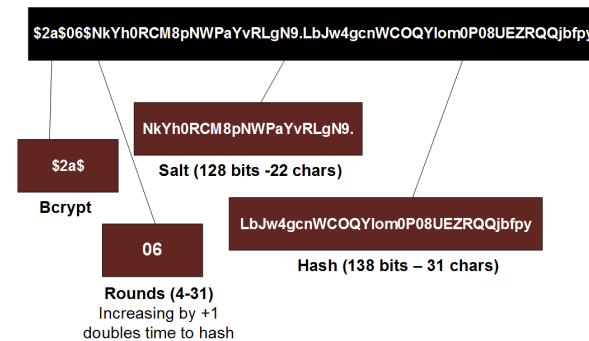 $2a$06$NkYh0RCM8pNWPaYvRLgN9.LbJw4gcnWCOQYIom0P08UEZRQQjbfpy
NkYh0RCM8pNWPaYvRLgN9.
$2a$
Salt (128 bits -22 chars)
Bcrypt
LbJw4gcnWCOQYIom0P08UEZRQQjbfpy
06
Hash (138 bits – 31 chars)
Rounds (4-31)
Increasing by +1
doubles time to hash